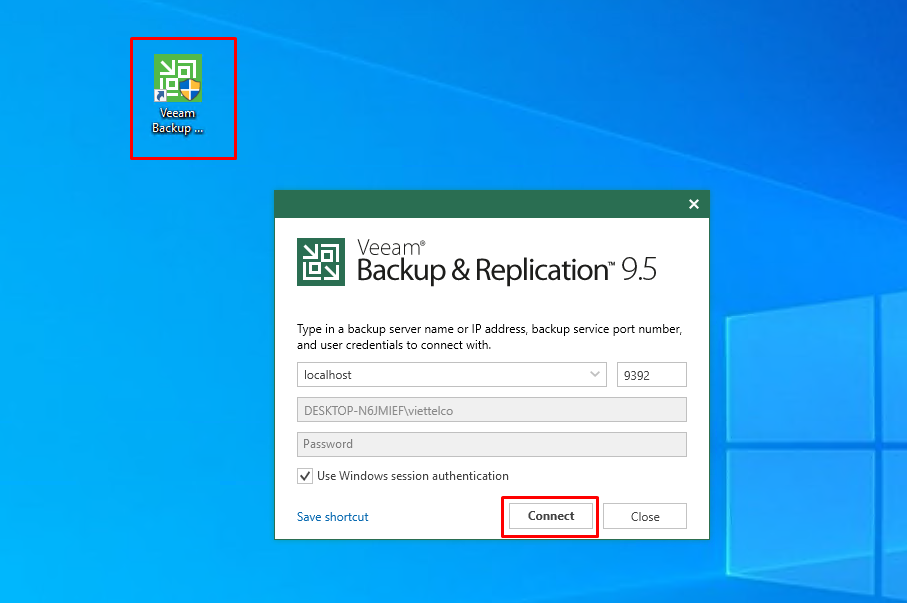 Veeam
Backup ...
Veeam®
Backup & Replication™ 9.5
Type in a backup server name or IP address, backup service port number,
and user credentials to connect with.
localhost
9392
DESKTOP-N6JMIEF\viettelco
Password
Use Windows session authentication
Save shortcut
Connect
Close